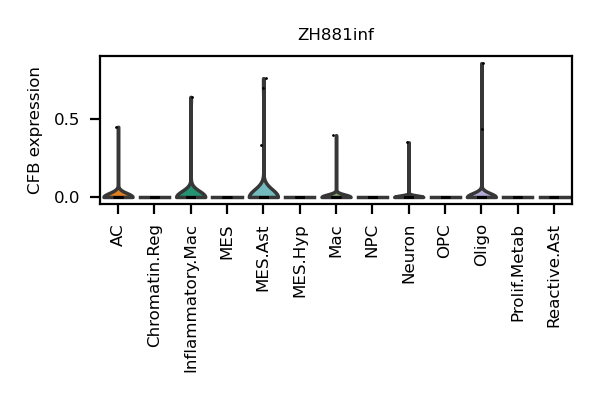 ZH881inf
CFB expression
0.5
0.0
AC
Chromatin.Reg
Inflammatory.Mac
MES
MES.Ast
MES.Hyp
Mac
NPC
Neuron
OPC
Oligo
Prolif.Metab
Reactive.Ast